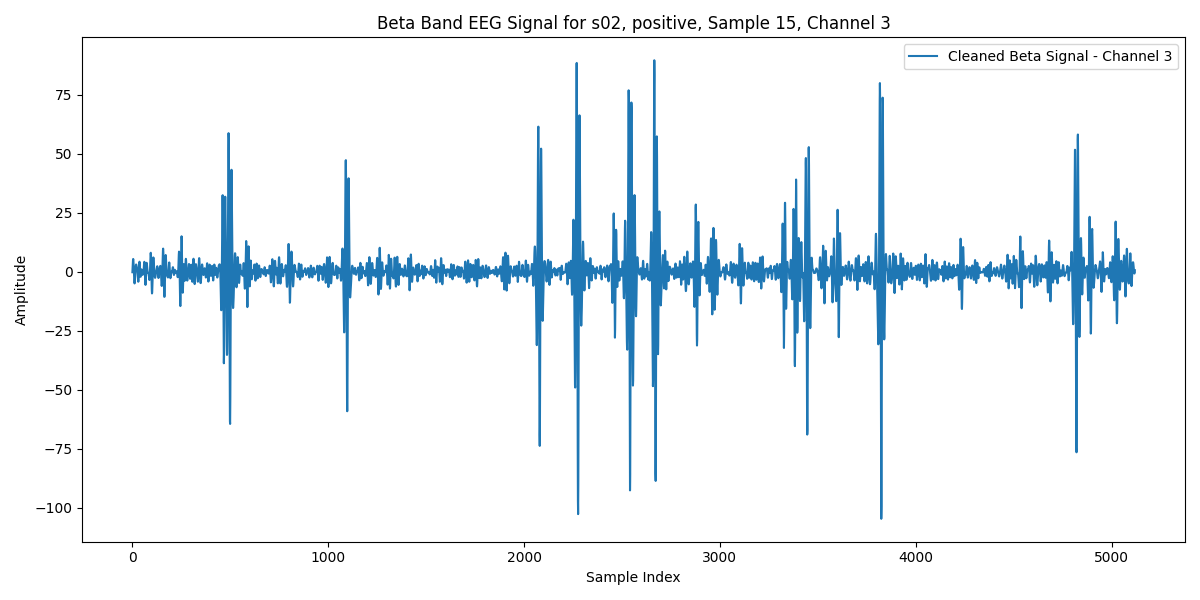 Beta Band EEG Signal for s02, positive, Sample 15, Channel 3
Cleaned Beta Signal - Channel 3
Amplitude
75
50
25
0
−25
−50
−75
−100
0 1000 2000 3000 4000 5000
Sample Index